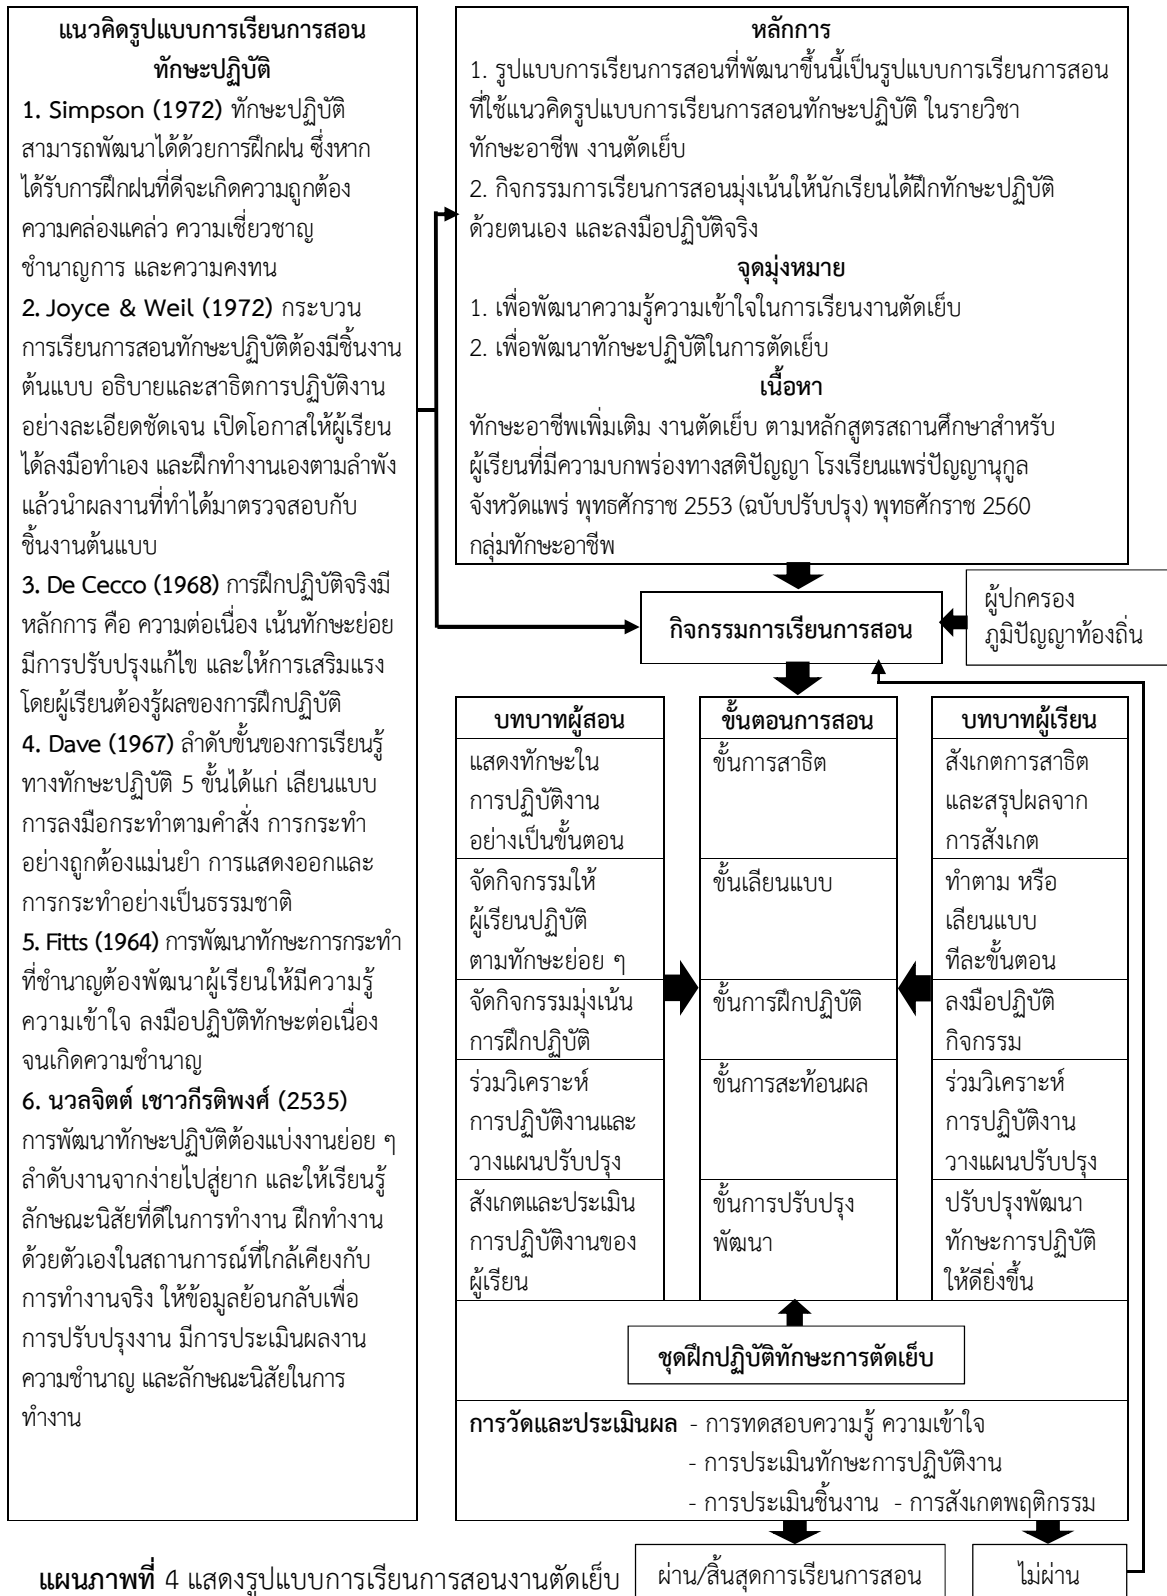 แนวคิดรูปแบบการเรียนการสอน
ทักษะปฏิบัติ
1. Simpson (1972) ทักษะปฏิบัติ
สามารถพัฒนาได้ด้วยการฝึกฝน ซึ่งหาก
ได้รับการฝึกฝนที่ดีจะเกิดความถูกต้อง
ความคล่องแคล่ว ความเชี่ยวชาญ
ชำนาญการ และความคงทน
2. Joyce & Weil (1972) กระบวน
การเรียนการสอนทักษะปฏิบัติต้องมีชิ้นงาน
ต้นแบบ อธิบายและสาธิตการปฏิบัติงาน
อย่างละเอียดชัดเจน เปิดโอกาสให้ผู้เรียน
ได้ลงมือทำเอง และฝึกทำงานเองตามลำพัง
แล้วนำผลงานที่ทำได้มาตรวจสอบกับ
ชิ้นงานต้นแบบ
3. De Cecco (1968) การฝึกปฏิบัติจริงมี
หลักการ คือ ความต่อเนื่อง เน้นทักษะย่อย
มีการปรับปรุงแก้ไข และให้การเสริมแรง
โดยผู้เรียนต้องรู้ผลของการฝึกปฏิบัติ
4. Dave (1967) ลำดับขั้นของการเรียนรู้
ทางทักษะปฏิบัติ 5 ขั้นได้แก่ เลียนแบบ
การลงมือกระทำตามคำสั่ง การกระทำ
อย่างถูกต้องแม่นยำ การแสดงออกและ
การกระทำอย่างเป็นธรรมชาติ
5. Fitts (1964) การพัฒนาทักษะการกระทำ
ที่ชำนาญต้องพัฒนาผู้เรียนให้มีความรู้
ความเข้าใจ ลงมือปฏิบัติทักษะต่อเนื่อง
จนเกิดความชำนาญ
6. นวลจิตต์ เชาวกีรติพงศ์ (2535)
การพัฒนาทักษะปฏิบัติต้องแบ่งงานย่อย ๆ
ลำดับงานจากง่ายไปสู่ยาก และให้เรียนรู้
ลักษณะนิสัยที่ดีในการทำงาน ฝึกทำงาน
ด้วยตัวเองในสถานการณ์ที่ใกล้เคียงกับ
การทำงานจริง ให้ข้อมูลย้อนกลับเพื่อ
การปรับปรุงงาน มีการประเมินผลงาน
ความชำนาญ และลักษณะนิสัยในการ
ทำงาน
หลักการ
1. รูปแบบการเรียนการสอนที่พัฒนาขึ้นนี้เป็นรูปแบบการเรียนการสอน
ที่ใช้แนวคิดรูปแบบการเรียนการสอนทักษะปฏิบัติ ในรายวิชา
ทักษะอาชีพ งานตัดเย็บ
2. กิจกรรมการเรียนการสอนมุ่งเน้นให้นักเรียนได้ฝึกทักษะปฏิบัติ
ด้วยตนเอง และลงมือปฏิบัติจริง
จุดมุ่งหมาย
1. เพื่อพัฒนาความรู้ความเข้าใจในการเรียนงานตัดเย็บ
2. เพื่อพัฒนาทักษะปฏิบัติในการตัดเย็บ
เนื้อหา
ทักษะอาชีพเพิ่มเติม งานตัดเย็บ ตามหลักสูตรสถานศึกษาสำหรับ
ผู้เรียนที่มีความบกพร่องทางสติปัญญา โรงเรียนแพร่ปัญญานุกูล
จังหวัดแพร่ พุทธศักราช 2553 (ฉบับปรับปรุง) พุทธศักราช 2560
กลุ่มทักษะอาชีพ
กิจกรรมการเรียนการสอน
ผู้ปกครอง
ภูมิปัญญาท้องถิ่น
บทบาทผู้สอน
แสดงทักษะใน
การปฏิบัติงาน
อย่างเป็นขั้นตอน
จัดกิจกรรมให้
ผู้เรียนปฏิบัติ
ตามทักษะย่อย ๆ
จัดกิจกรรมมุ่งเน้น
การฝึกปฏิบัติ
ร่วมวิเคราะห์
การปฏิบัติงานและ
วางแผนปรับปรุง
สังเกตและประเมิน
การปฏิบัติงานของ
ผู้เรียน
ขั้นตอนการสอน
ขั้นการสาธิต
ขั้นเลียนแบบ
ขั้นการฝึกปฏิบัติ
ขั้นการสะท้อนผล
ขั้นการปรับปรุง
พัฒนา
บทบาทผู้เรียน
สังเกตการสาธิต
และสรุปผลจาก
การสังเกต
ทำตาม หรือ
เลียนแบบ
ทีละขั้นตอน
ลงมือปฏิบัติ
กิจกรรม
ร่วมวิเคราะห์
การปฏิบัติงาน
วางแผนปรับปรุง
ปรับปรุงพัฒนา
ทักษะการปฏิบัติ
ให้ดียิ่งขึ้น
ชุดฝึกปฏิบัติทักษะการตัดเย็บ
การวัดและประเมินผล - การทดสอบความรู้ ความเข้าใจ
- การประเมินทักษะการปฏิบัติงาน
- การประเมินชิ้นงาน - การสังเกตพฤติกรรม
ผ่าน/สิ้นสุดการเรียนการสอน
ไม่ผ่าน
แผนภาพที่ 4 แสดงรูปแบบการเรียนการสอนงานตัดเย็บ